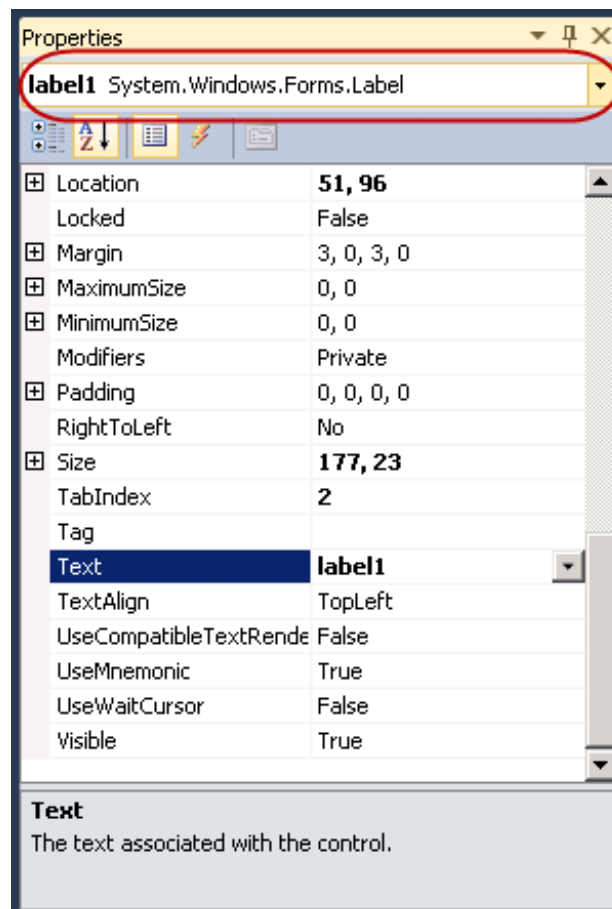 Properties
label1 System.Windows.Forms.Label
Location 51, 96
Locked False
Margin 3, 0, 3, 0
MaximumSize 0, 0
MinimumSize 0, 0
Modifiers Private
Padding 0, 0, 0, 0
RightToLeft No
Size 177, 23
TabIndex 2
Tag
Text label1
TextAlign TopLeft
UseCompatibleTextRende False
UseMnemonic True
UseWaitCursor False
Visible True
Text
The text associated with the control.